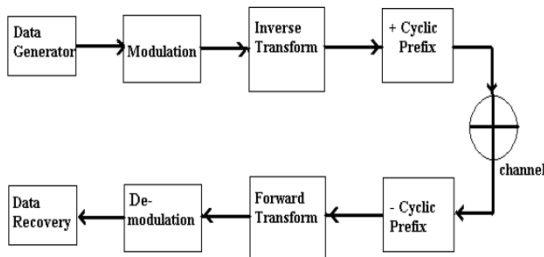 Data
Generator
Modulation
Inverse
Transform
+ Cyclic
Prefix
channel
- Cyclic
Prefix
Forward
Transform
De-
modulation
Data
Recovery